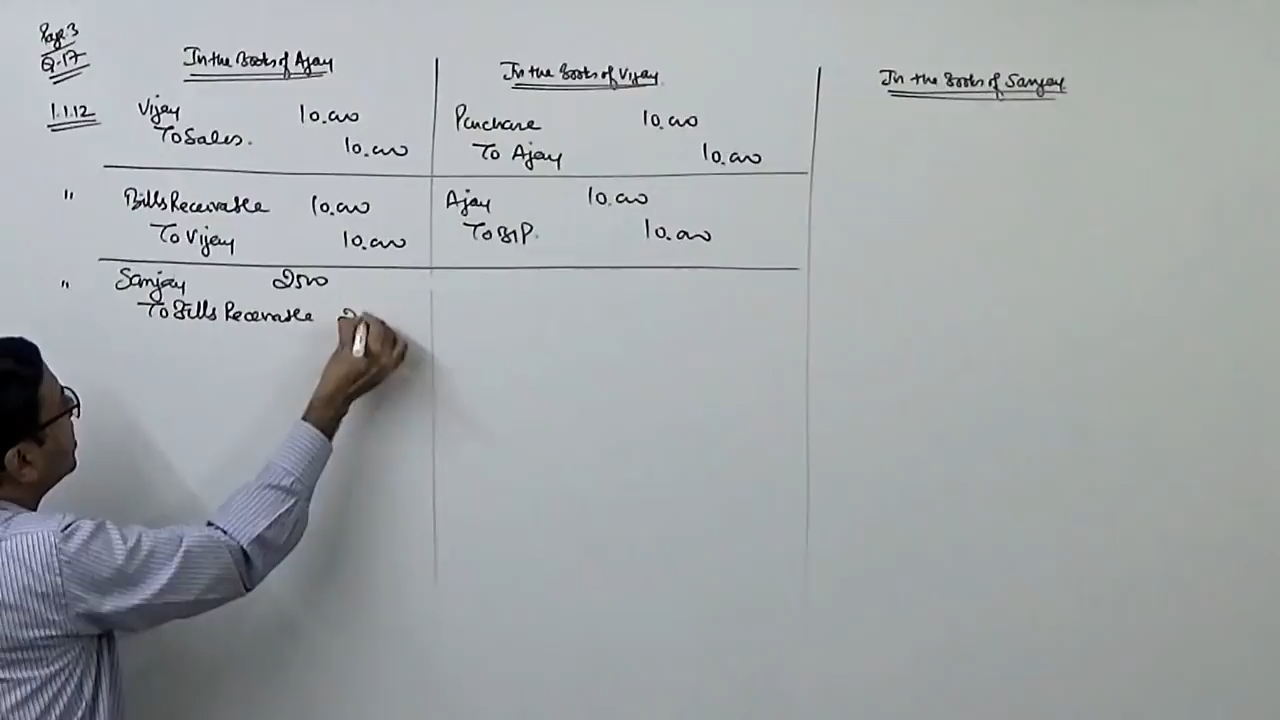 Page 3
Q-17
In the Books of Ajay
1.1.12
Vijay 10,000
To Sales. 10,000
" Bills Receivable 10,000
To Vijay 10,000
" Sanjay 2500
To Bills Receivable 2
In the Books of Vijay
Purchase 10,000
To Ajay 10,000
Ajay 10,000
To B/P. 10,000
In the Books of Sanjay